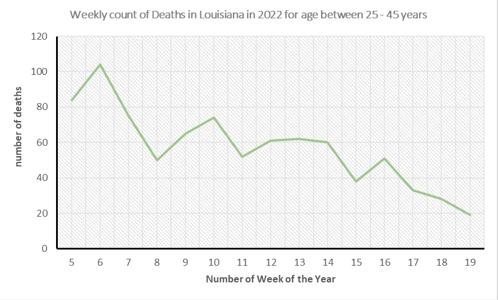 Weekly count of Deaths in Louisiana in 2022 for age between 25 - 45 years
120
100
80
60
40
20
0
number of deaths
5 6 7 8 9 10 11 12 13 14 15 16 17 18 19
Number of Week of the Year